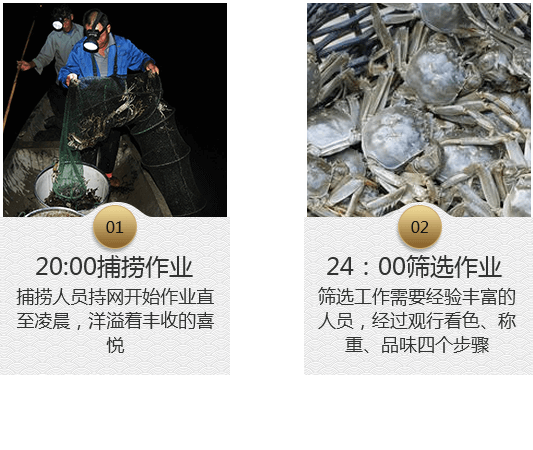 01
20:00捕捞作业
捕捞人员持网开始作业直
至凌晨，洋溢着丰收的喜
悦
02
24：00筛选作业
筛选工作需要经验丰富的
人员，经过观行看色、称
重、品味四个步骤